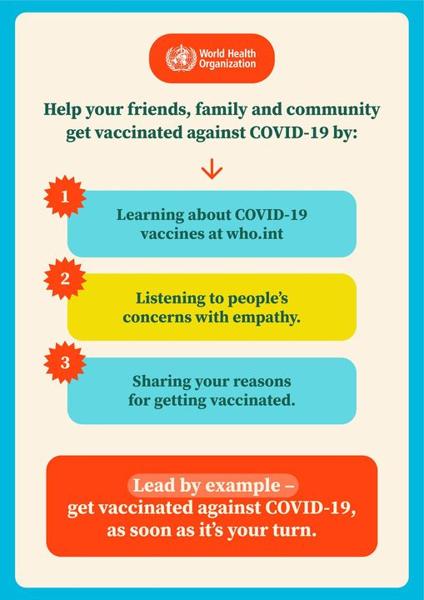 World Health
Organization
Help your friends, family and community
get vaccinated against COVID-19 by:
1
Learning about COVID-19
vaccines at who.int
2
Listening to people's
concerns with empathy.
3
Sharing your reasons
for getting vaccinated.
Lead by example –
get vaccinated against COVID-19,
as soon as it's your turn.